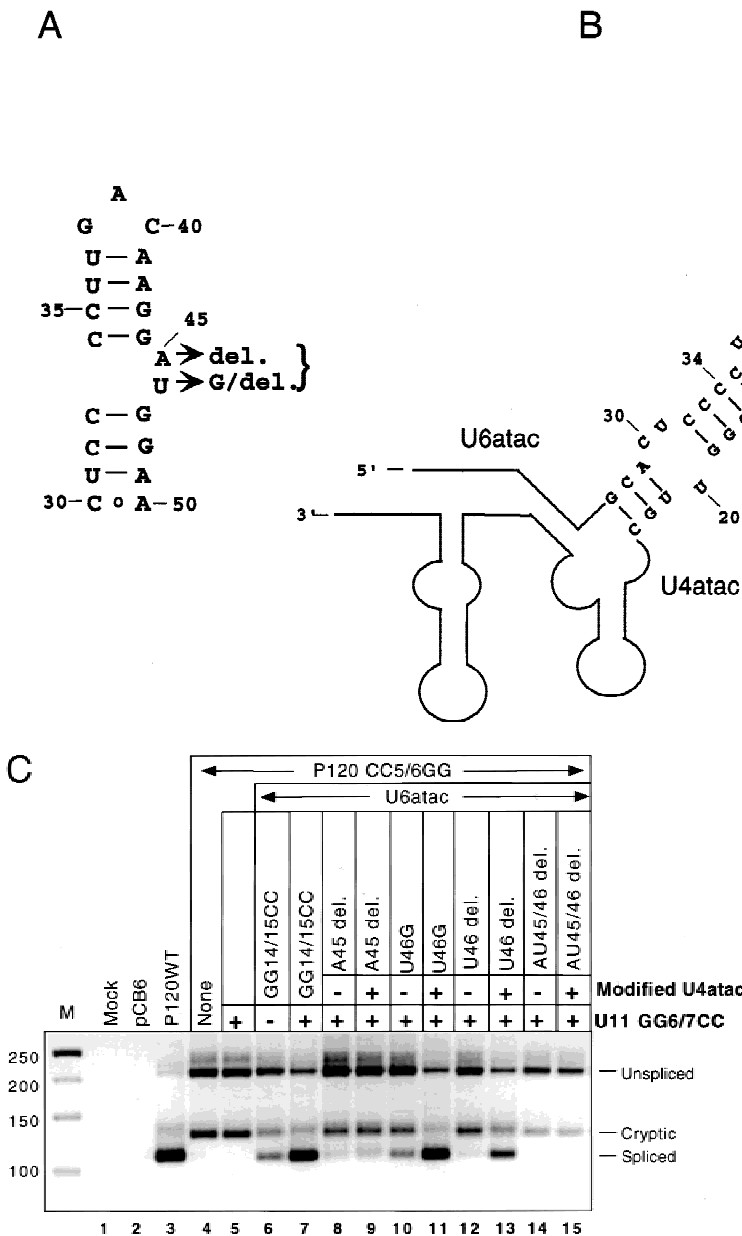 A
B
A
G C-40
U-A
U-A
35-C-G
C-G
45
A → del.
U → G/del.
C-G
C-G
U-A
30-C o A-50
U6atac
5'
3'
U4atac
34
30
20
G C A C U C C C C U
C G U U G G G
C
P120 CC5/6GG
U6atac
None
GG14/15CC
GG14/15CC
A45 del.
A45 del.
U46G
U46G
U46 del.
U46 del.
AU45/46 del.
AU45/46 del.
- + - + - + - + Modified U4atac
+ - + + + + + + + + + U11 GG6/7CC
M
Mock
pCB6
P120WT
250
200
150
100
Unspliced
Cryptic
Spliced
1 2 3 4 5 6 7 8 9 10 11 12 13 14 15